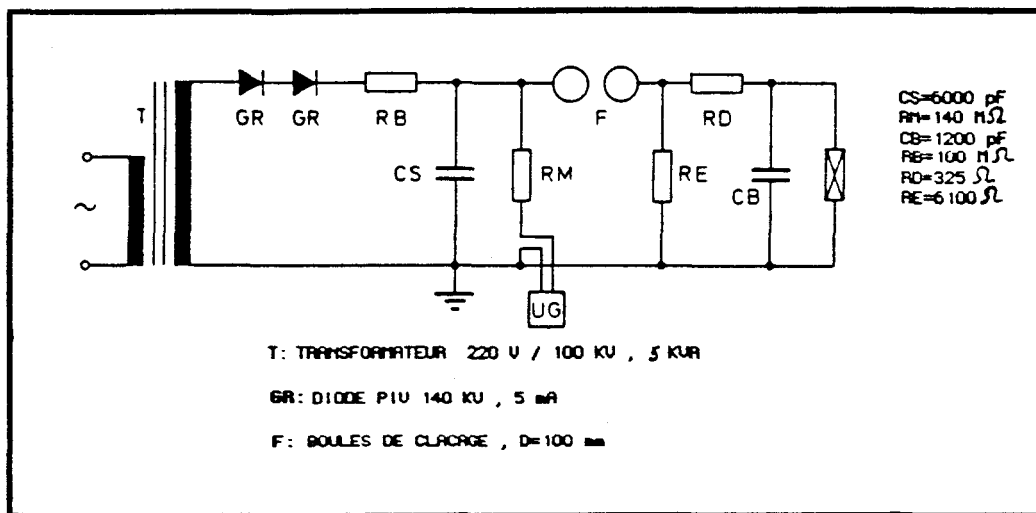 T
GR
GR
RB
F
RD
CS
RM
RE
CB
~
UG
CS=6000 pF
RM=140 MΩ
CB=1200 pF
RB=100 MΩ
RD=325 Ω
RE=6100 Ω
T: TRANSFORMATEUR 220 V / 100 KV , 5 KVA
GR: DIODE PIV 140 KV , 5 mA
F: BOULES DE CLACAGE , D=100 mm